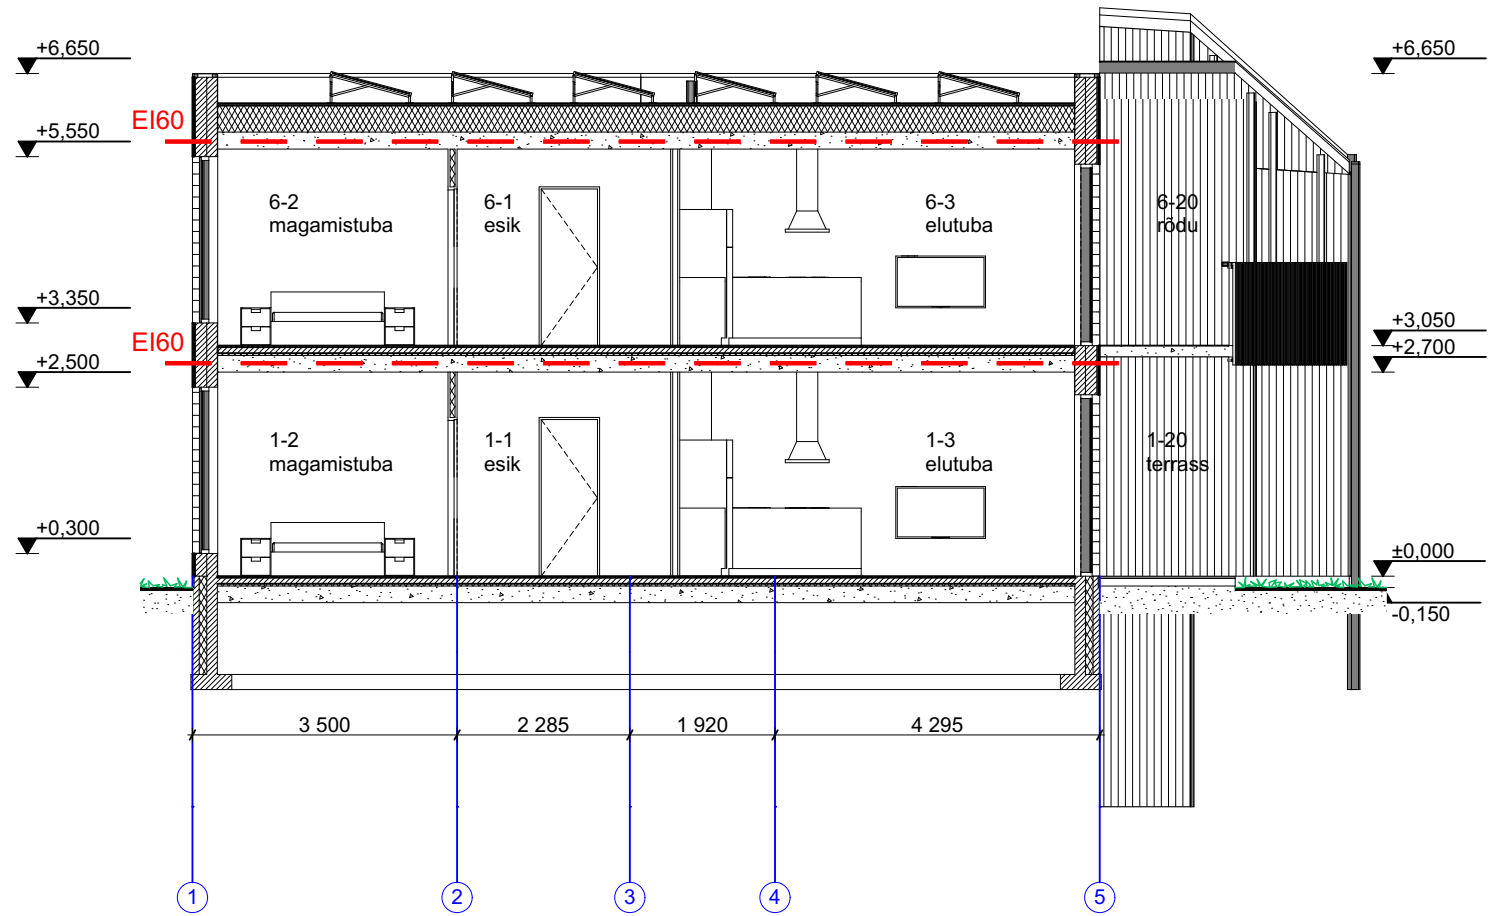 +6,650
+6,650
EI60
+5,550
6-2
magamistuba
6-1
esik
6-3
elutuba
6-20
rõdu
+3,350
+3,050
EI60
+2,700
+2,500
1-2
magamistuba
1-1
esik
1-3
elutuba
1-20
terrass
+0,300
±0,000
-0,150
3 500
2 285
1 920
4 295
1
2
3
4
5